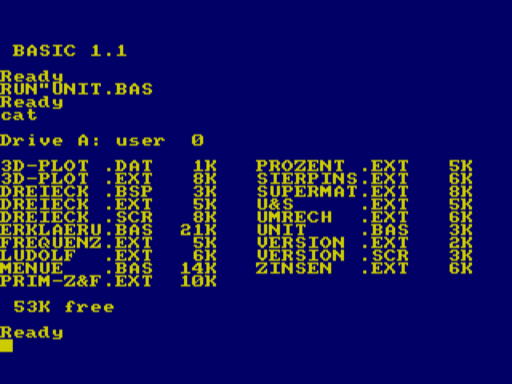 BASIC 1.1
Ready
RUN"UNIT.BAS
Ready
cat
Drive A: user  0
3D-PLOT .DAT   1K   PROZENT .EXT   5K
3D-PLOT .EXT   8K   SIERPINS.EXT   6K
DREIECK .BSP   3K   SUPERMAT.EXT   8K
DREIECK .EXT   5K   U&S     .EXT   5K
DREIECK .SCR   8K   UMRECH  .EXT   6K
ERKLAERU.BAS  21K   UNIT    .BAS   3K
FREQUENZ.EXT   5K   VERSION .EXT   2K
LUDOLF  .EXT   6K   VERSION .SCR   3K
MENUE   .BAS  14K   ZINSEN  .EXT   6K
PRIM-Z&F.EXT  10K
53K free
Ready